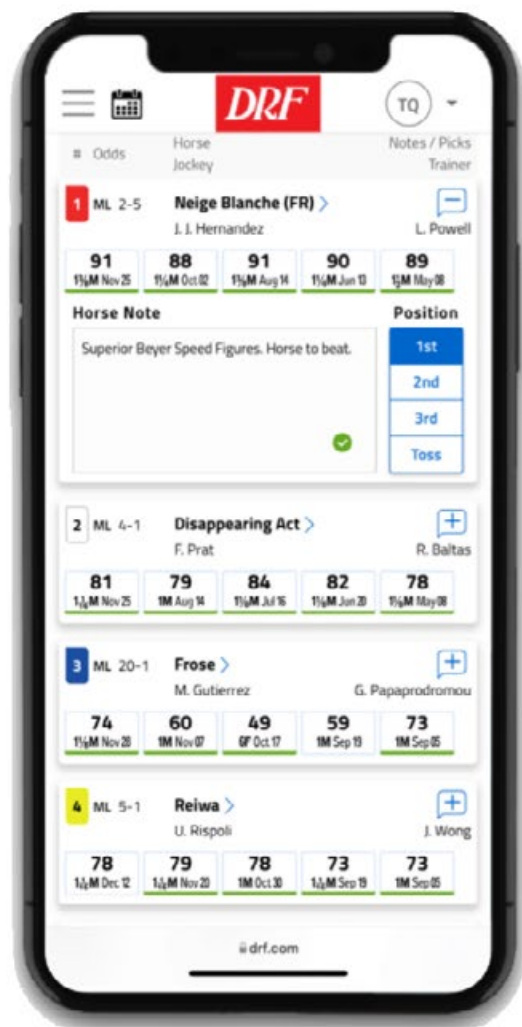 DRF
TQ
# Odds
Horse
Jockey
Notes / Picks
Trainer
1 ML 2-5 Neige Blanche (FR) >
J. J. Hernandez L. Powell
91 88 91 90 89
Nov 25 Oct 02 Aug 14 Jun 13 May 08
Horse Note Position
Superior Beyer Speed Figures. Horse to beat.
1st
2nd
3rd
Toss
2 ML 4-1 Disappearing Act >
F. Prat R. Baltas
81 79 84 82 78
Nov 25 1M Aug 14 Jul 16 Jun 20 May 08
3 ML 20-1 Frose >
M. Gutierrez G. Papaprodromou
74 60 49 59 73
Nov 28 1M Nov 07 6F Oct 17 1M Sep 19 1M Sep 05
4 ML 5-1 Reiwa >
U. Rispoli J. Wong
78 79 78 73 73
Dec 12 Nov 20 1M Oct 30 Sep 19 1M Sep 05
drf.com